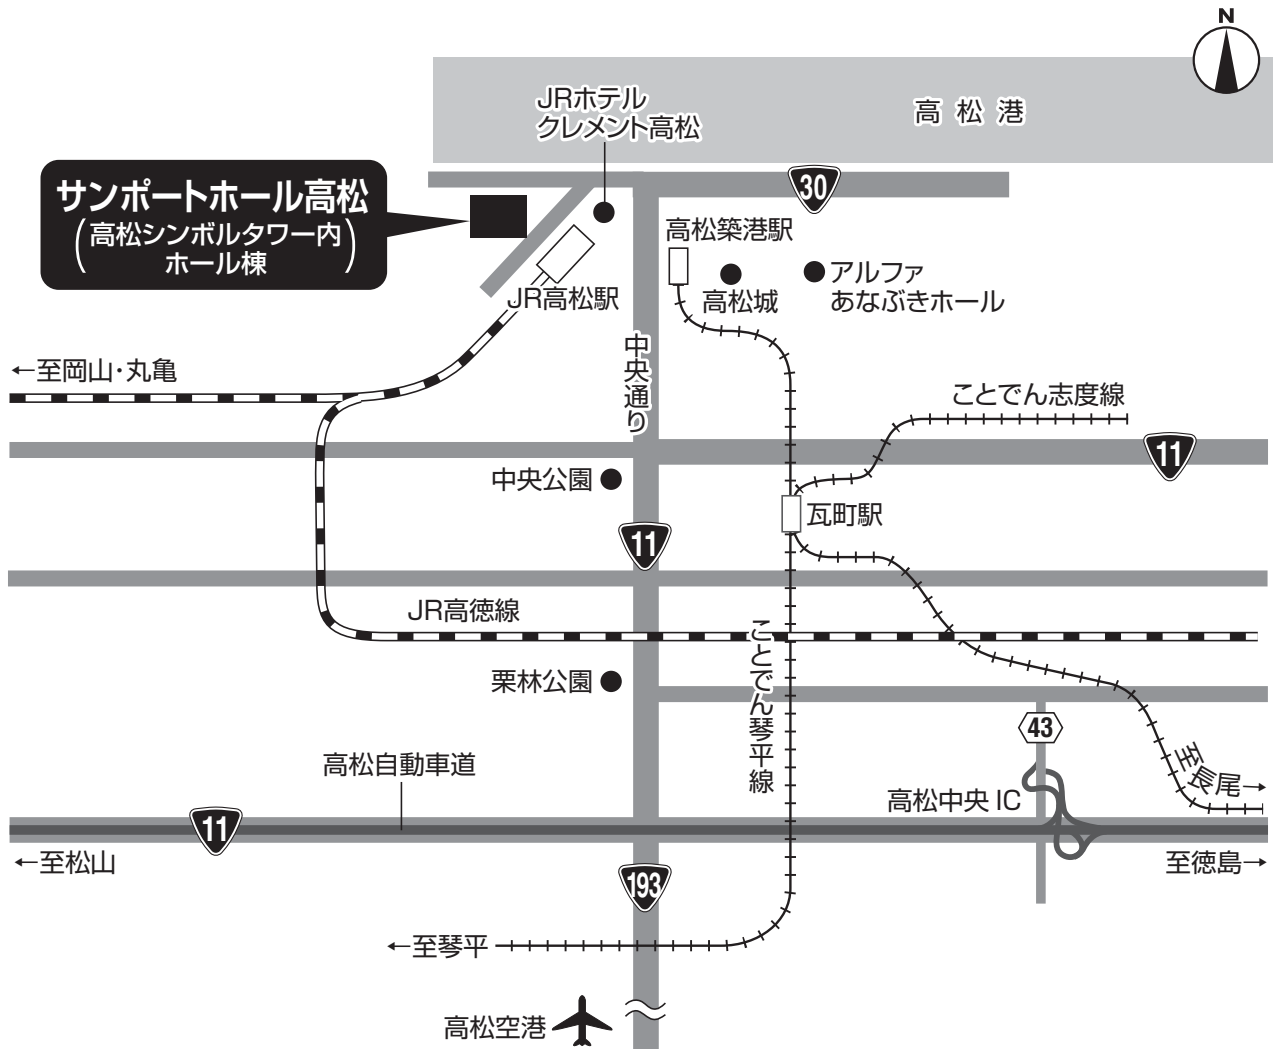 N
JRホテル
クレメント高松
高松港
サンポートホール高松
(高松シンボルタワー内
ホール棟)
30
高松築港駅
アルファ
あなぶきホール
高松城
JR高松駅
中央通り
←至岡山・丸亀
ことでん志度線
11
中央公園
瓦町駅
11
JR高徳線
ことでん琴平線
栗林公園
43
高松自動車道
至長尾→
高松中央 IC
11
←至松山
至徳島→
193
←至琴平
高松空港